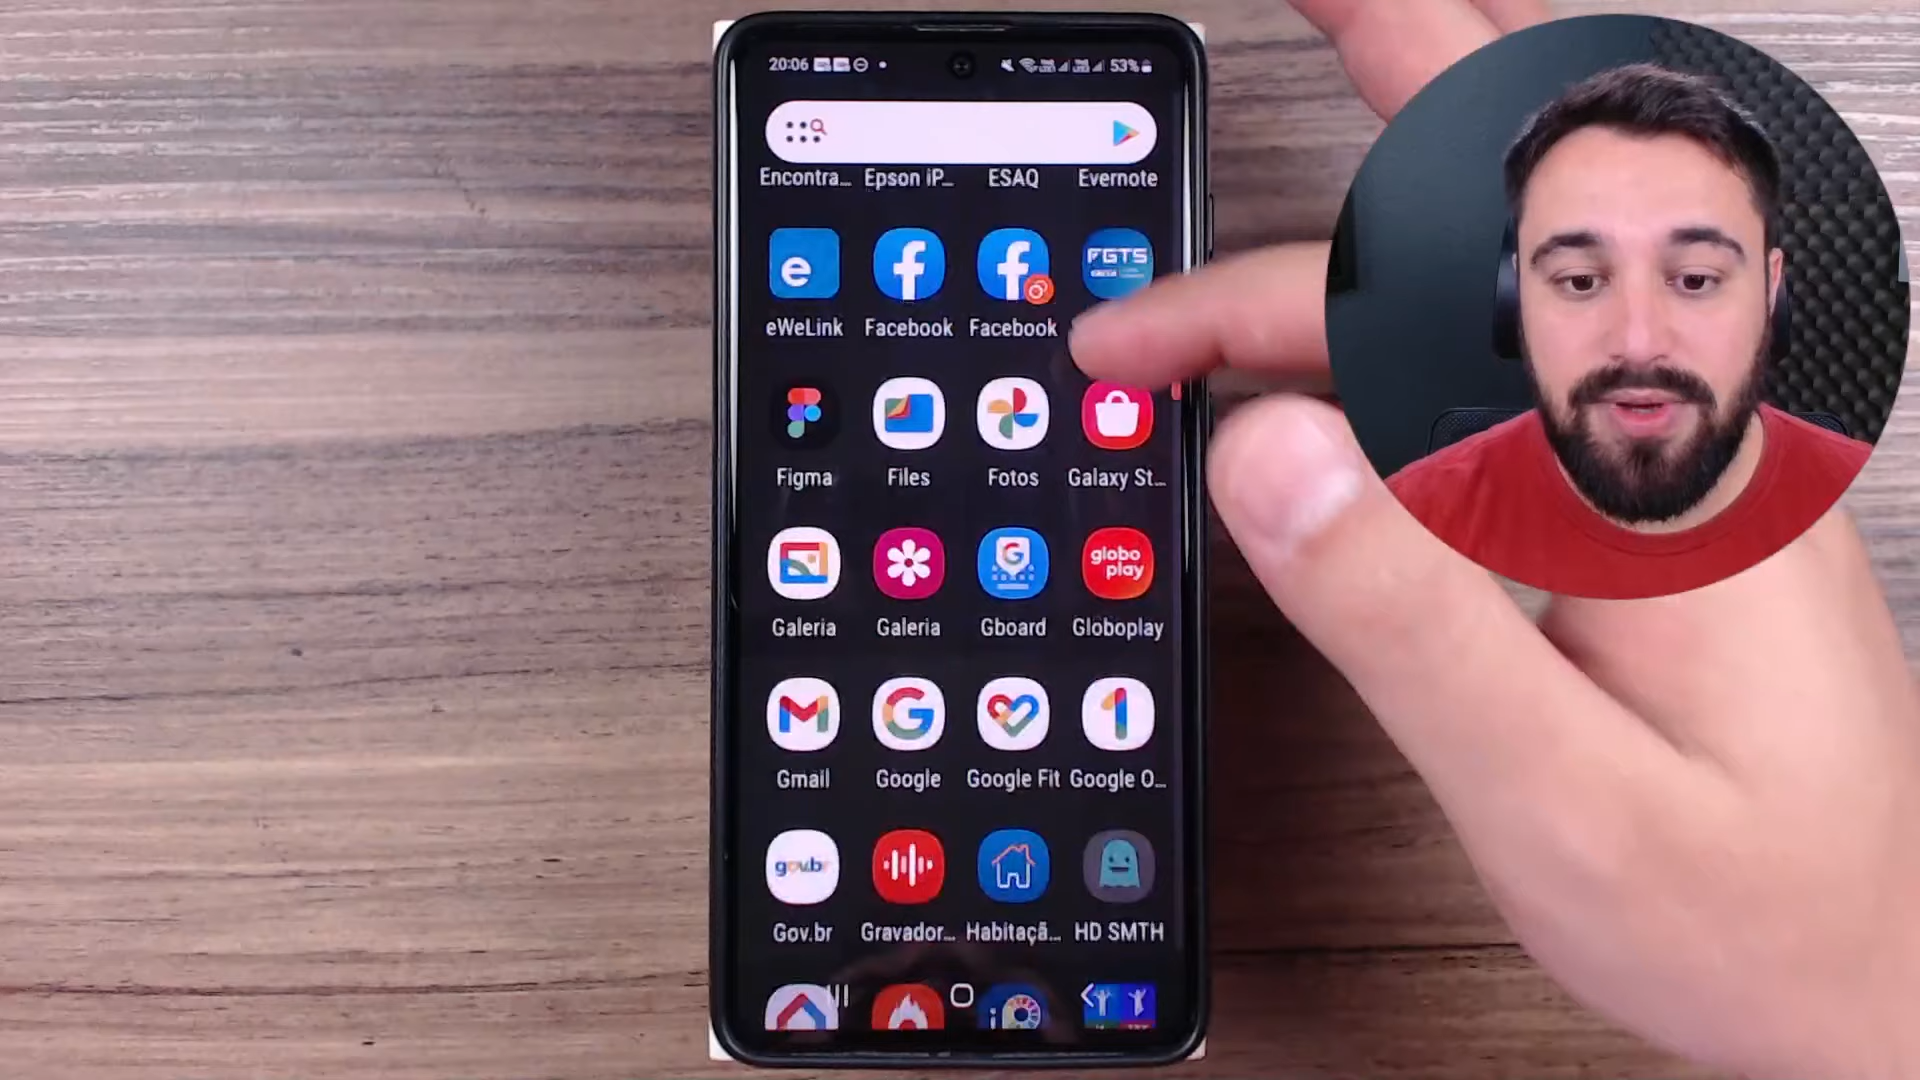 20:06
53%
Encontra... Epson iP... ESAQ Evernote
FGTS
eWeLink Facebook Facebook
Figma Files Fotos Galaxy St...
globo
play
Galeria Galeria Gboard Globoplay
Gmail Google Google Fit Google O...
gov.br
Gov.br Gravador... Habitaçã... HD SMTH